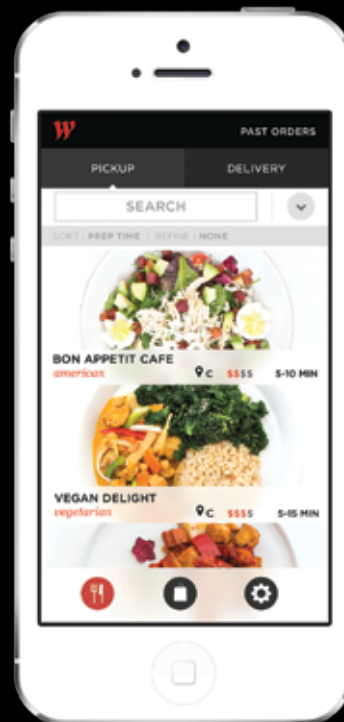 W
PAST ORDERS
PICKUP DELIVERY
SEARCH
SORT : PREP TIME | REFINE : NONE
BON APPETIT CAFE
american C $$$$ 5-10 MIN
VEGAN DELIGHT
vegetarian C $$$$ 5-15 MIN